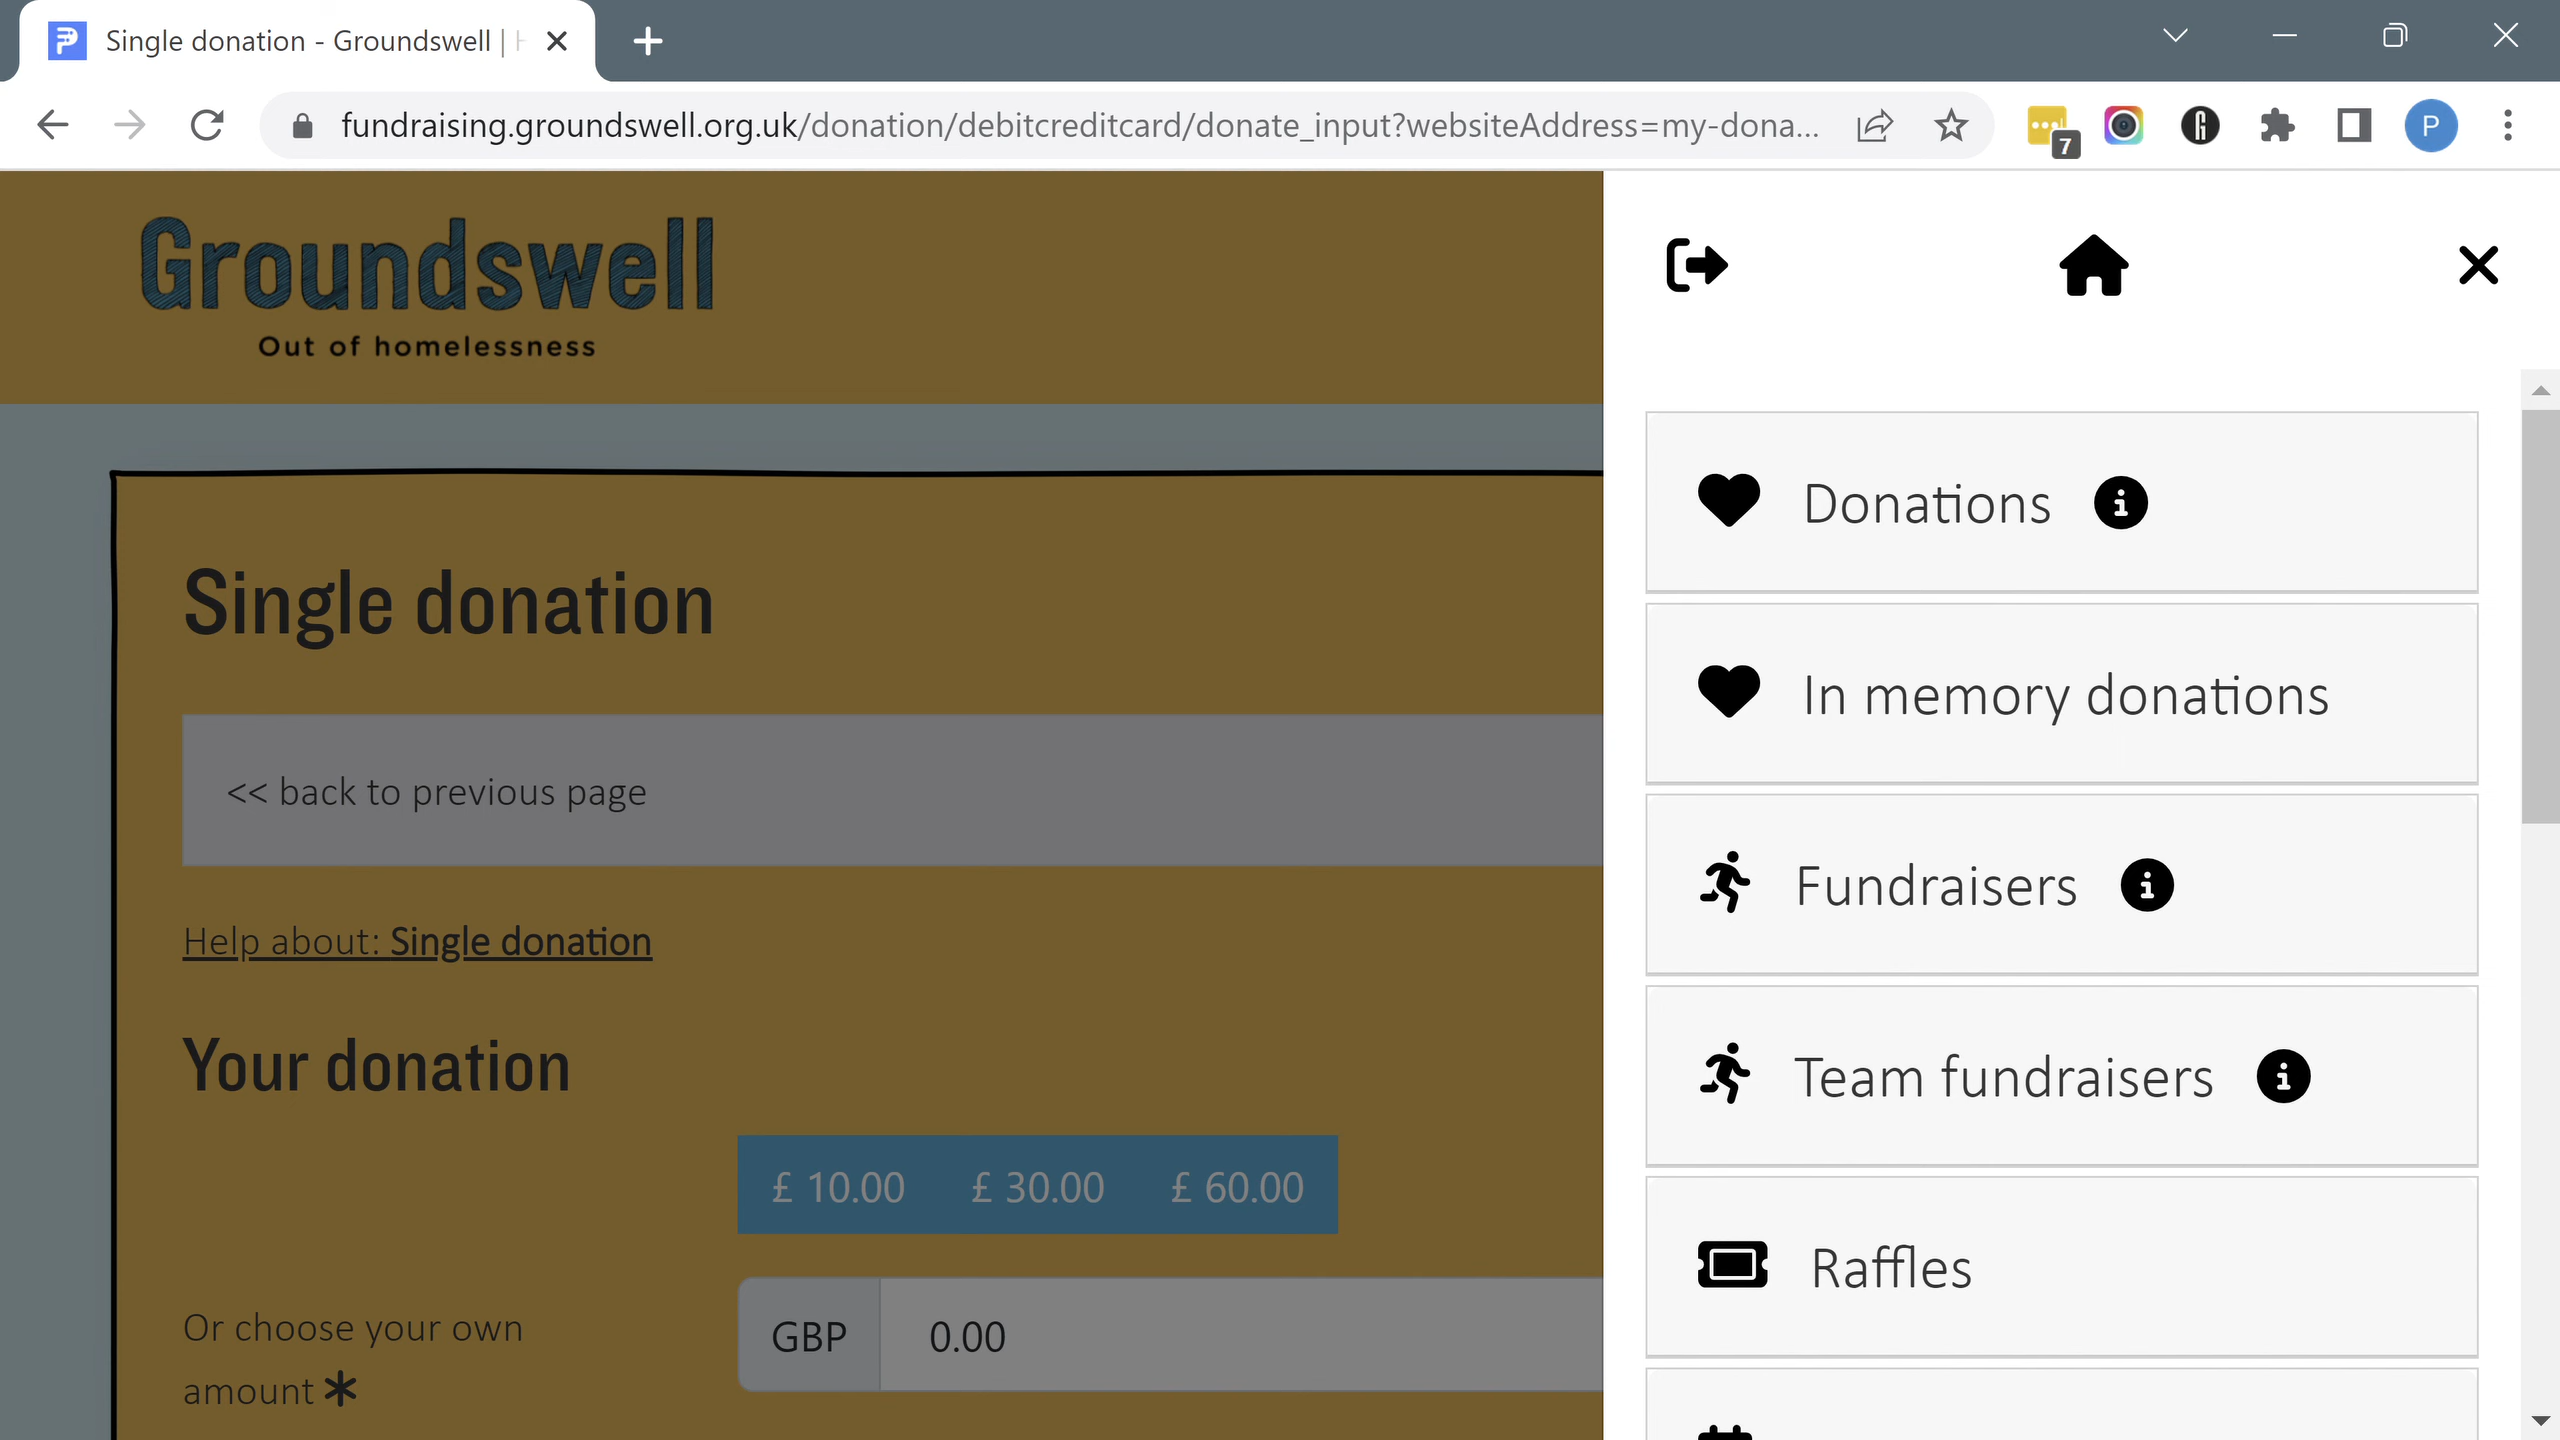 Single donation - Groundswell |
fundraising.groundswell.org.uk/donation/debitcreditcard/donate_input?websiteAddress=my-dona...
7
P
Groundswell
Out of homelessness
Single donation
<< back to previous page
Help about: Single donation
Your donation
£ 10.00 £ 30.00 £ 60.00
Or choose your own
amount *
GBP 0.00
Donations
In memory donations
Fundraisers
Team fundraisers
Raffles